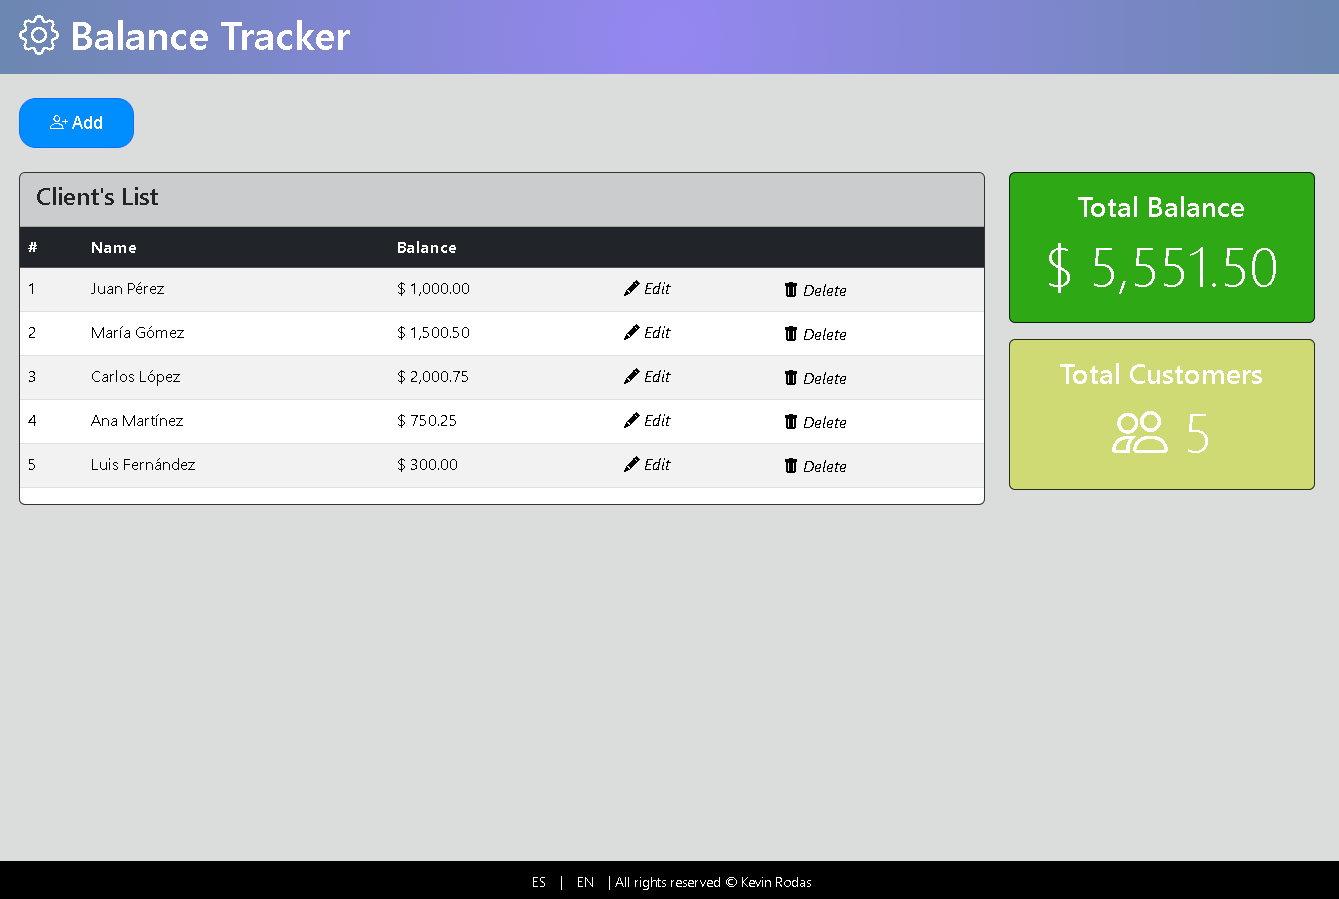 Balance Tracker
Add
Client's List
# Name Balance
1 Juan Pérez $ 1,000.00 Edit Delete
2 María Gómez $ 1,500.50 Edit Delete
3 Carlos López $ 2,000.75 Edit Delete
4 Ana Martínez $ 750.25 Edit Delete
5 Luis Fernández $ 300.00 Edit Delete
Total Balance
$ 5,551.50
Total Customers
5
ES | EN | All rights reserved © Kevin Rodas